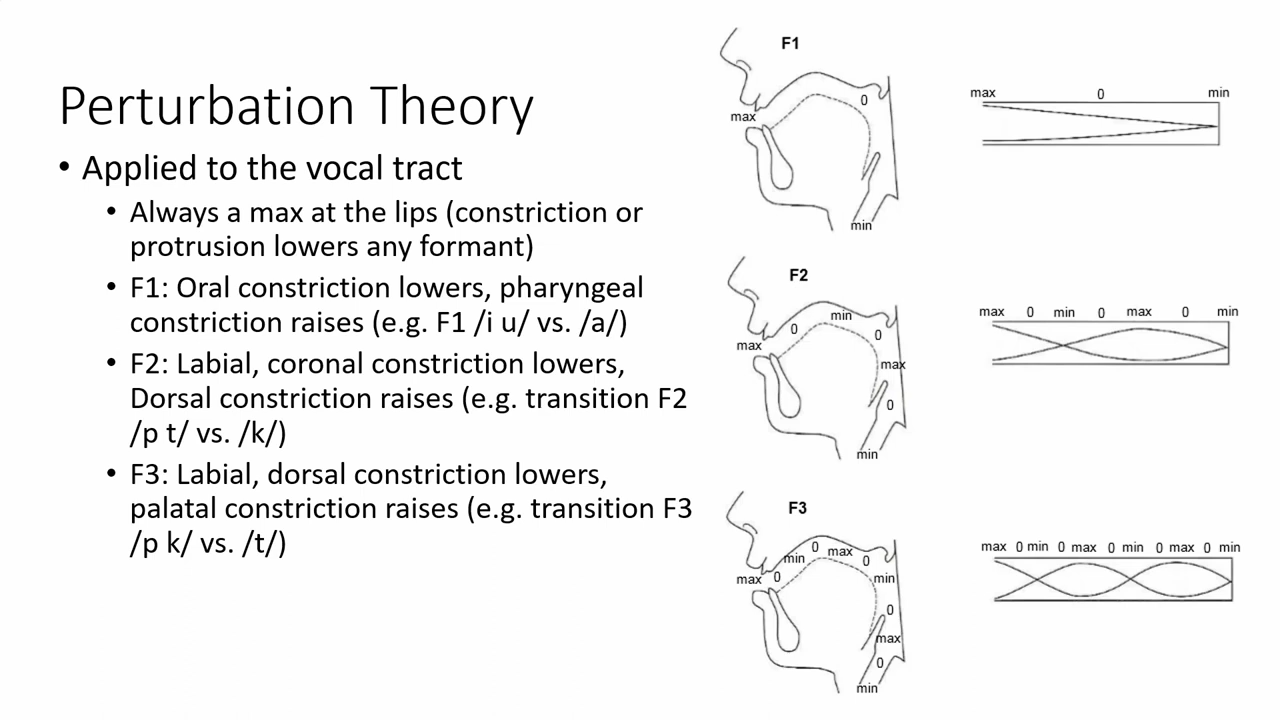 Perturbation Theory
• Applied to the vocal tract
• Always a max at the lips (constriction or
protrusion lowers any formant)
• F1: Oral constriction lowers, pharyngeal
constriction raises (e.g. F1 /i u/ vs. /a/)
• F2: Labial, coronal constriction lowers,
Dorsal constriction raises (e.g. transition F2
/p t/ vs. /k/)
• F3: Labial, dorsal constriction lowers,
palatal constriction raises (e.g. transition F3
/p k/ vs. /t/)
F1
0
max
min
max 0 min
F2
min
0
0
max
max
0
min
max 0 min 0 max 0 min
F3
0
max
min
0
max 0
min
0
max
0
min
max 0 min 0 max 0 min 0 max 0 min